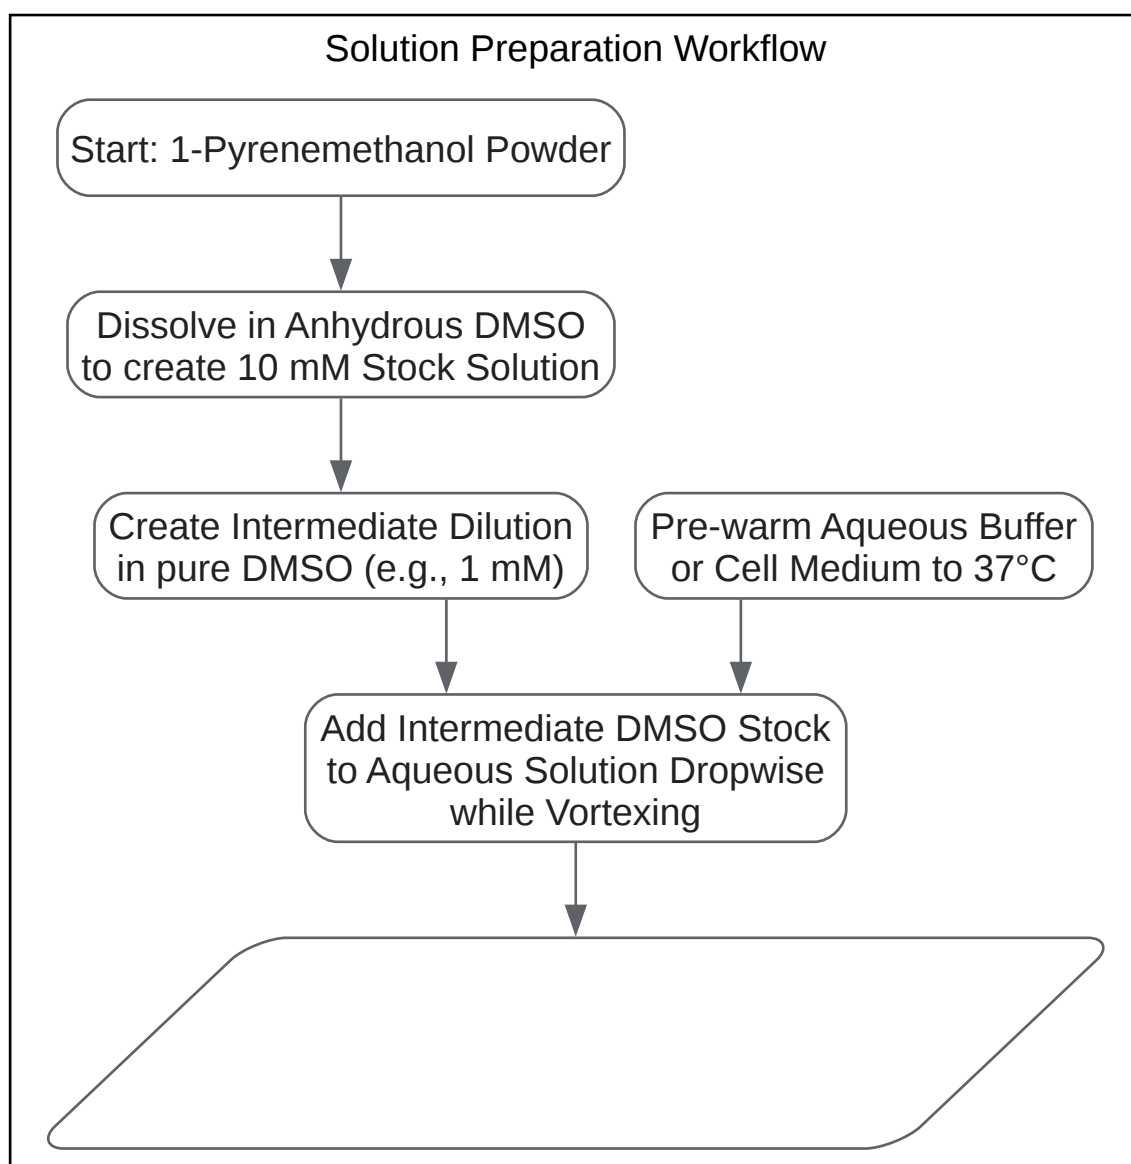 Solution Preparation Workflow
Start: 1-Pyrenemethanol Powder
Dissolve in Anhydrous DMSO
to create 10 mM Stock Solution
Create Intermediate Dilution
in pure DMSO (e.g., 1 mM)
Pre-warm Aqueous Buffer
or Cell Medium to 37°C
Add Intermediate DMSO Stock
to Aqueous Solution Dropwise
while Vortexing